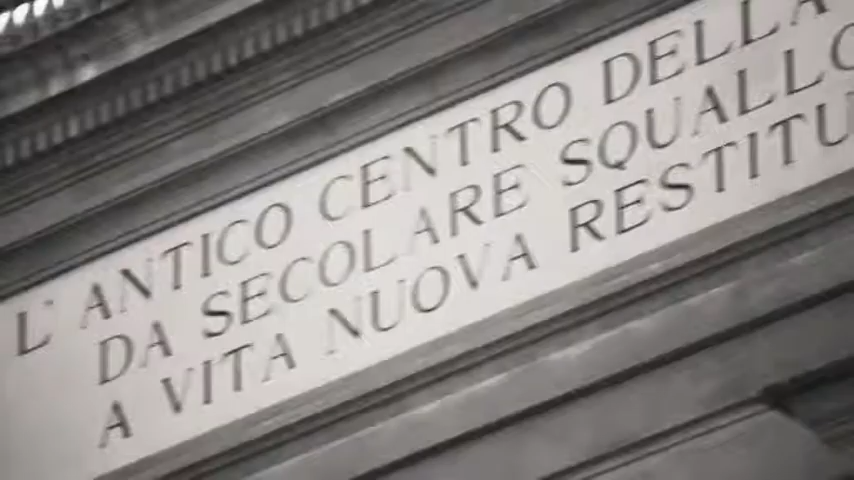 L'ANTICO CENTRO DELLA
DA SECOLARE SQUALLO
A VITA NUOVA RESTITU